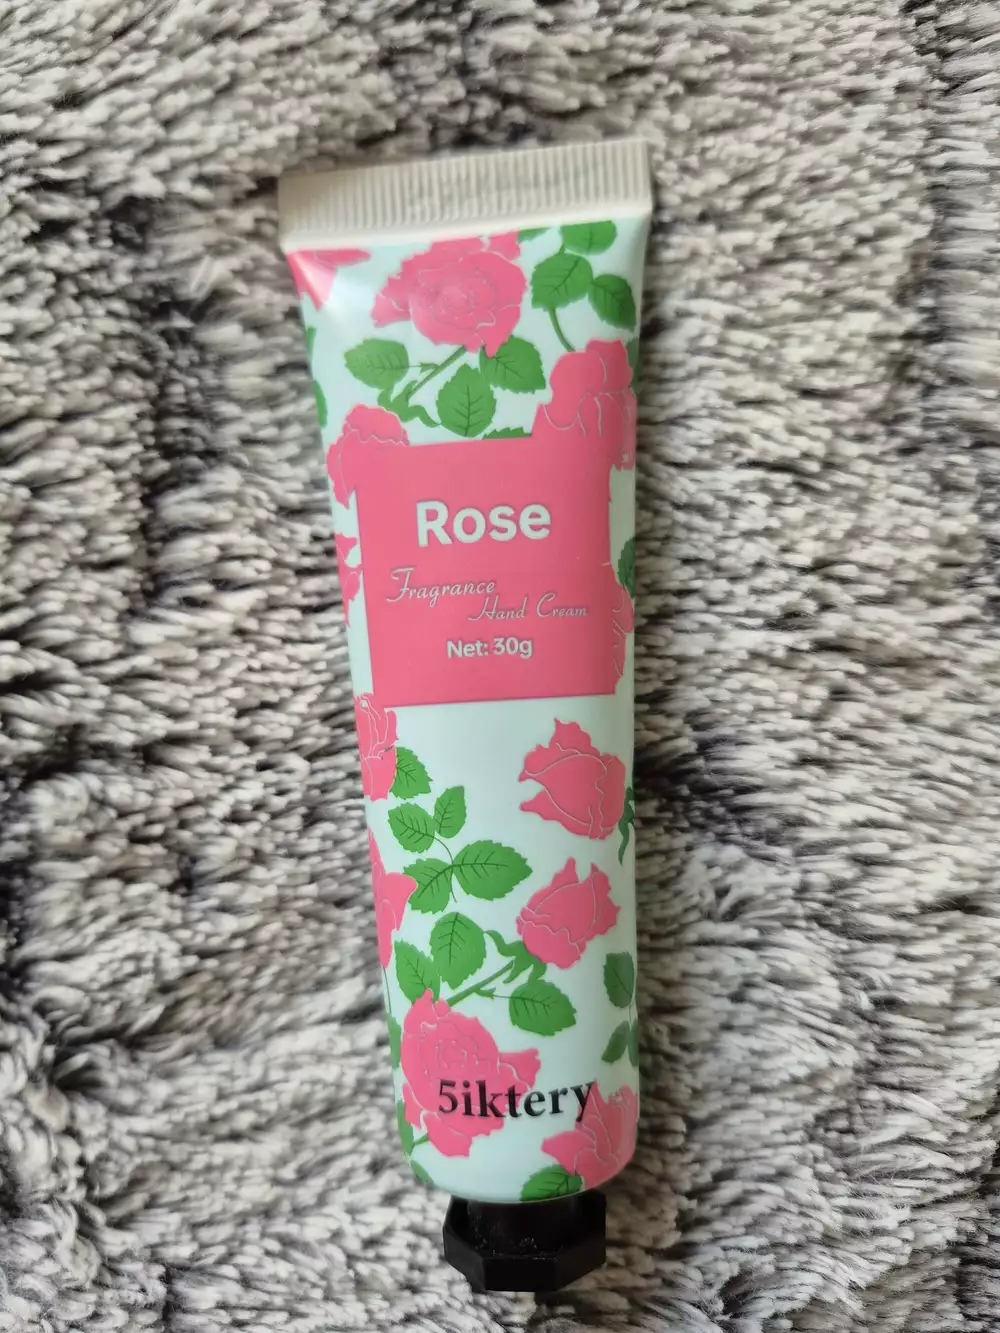 Rose
Fragrance
Hand Cream
Net: 30g
5iktery